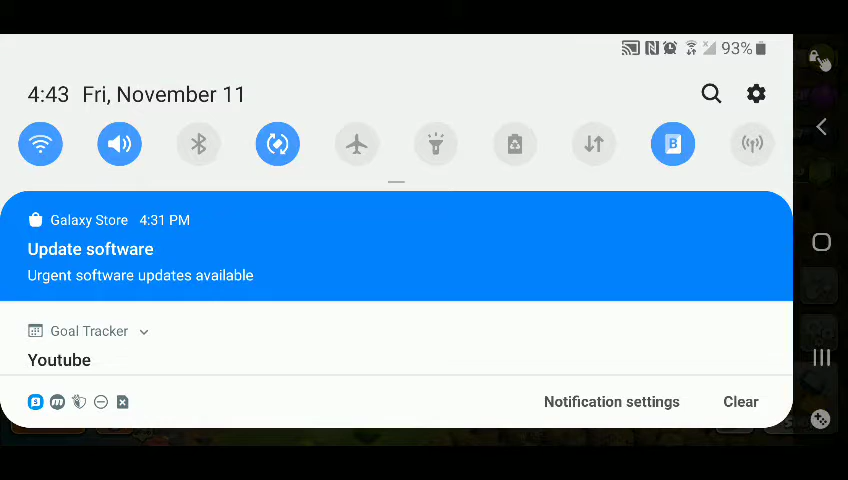 93%
4:43 Fri, November 11
B
Galaxy Store 4:31 PM
Update software
Urgent software updates available
Goal Tracker
Youtube
Notification settings Clear